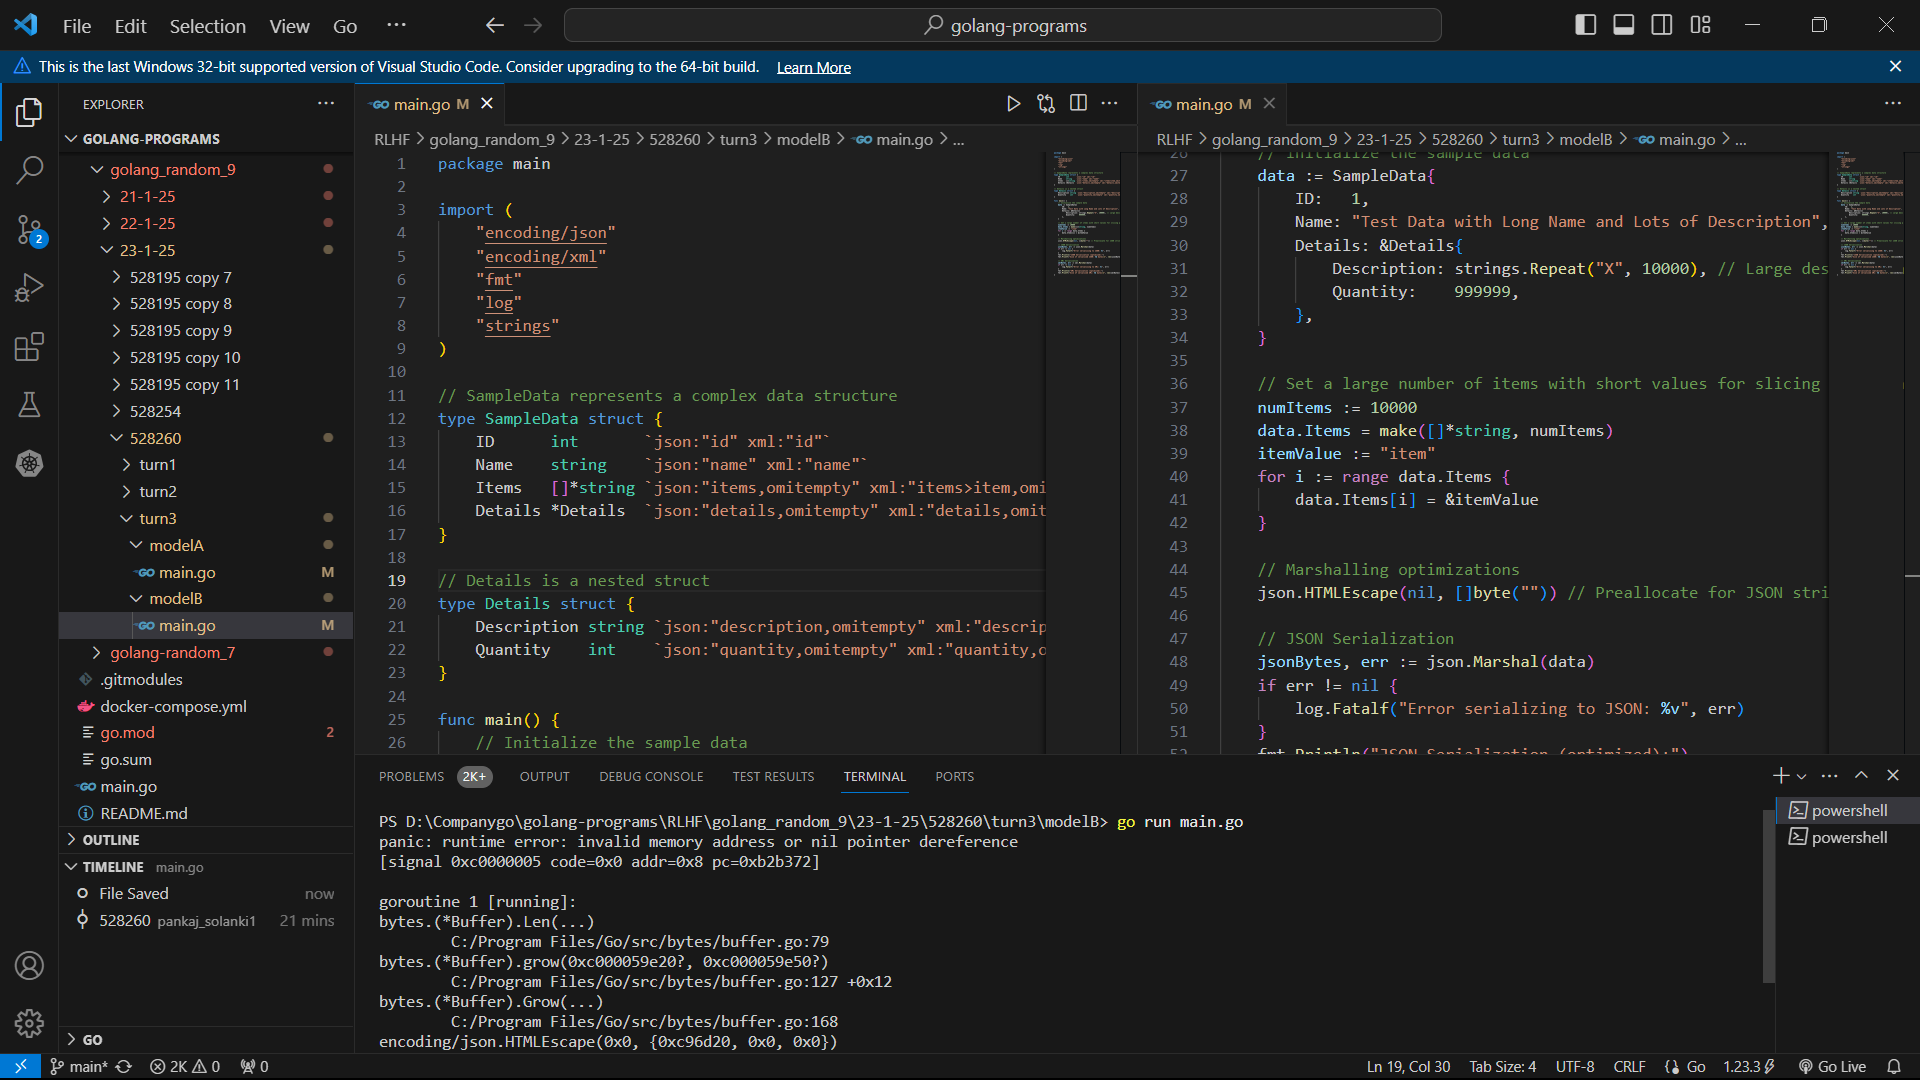 File Edit Selection View Go ··· golang-programs
This is the last Windows 32-bit supported version of Visual Studio Code. Consider upgrading to the 64-bit build. Learn More
EXPLORER
GOLANG-PROGRAMS
golang_random_9
21-1-25
22-1-25
23-1-25
528195 copy 7
528195 copy 8
528195 copy 9
528195 copy 10
528195 copy 11
528254
528260
turn1
turn2
turn3
modelA
main.go M
modelB
main.go M
golang-random_7
.gitmodules
docker-compose.yml
go.mod 2
go.sum
main.go
README.md
OUTLINE
TIMELINE main.go
File Saved now
528260 pankaj_solanki1 21 mins
GO
2
main.go M
RLHF > golang_random_9 > 23-1-25 > 528260 > turn3 > modelB > main.go > ...
1 package main
2
3 import (
4 "encoding/json"
5 "encoding/xml"
6 "fmt"
7 "log"
8 "strings"
9 )
10
11 // SampleData represents a complex data structure
12 type SampleData struct {
13 ID int `json:"id" xml:"id"`
14 Name string `json:"name" xml:"name"`
15 Items []*string `json:"items,omitempty" xml:"items>item,omi
16 Details *Details `json:"details,omitempty" xml:"details,omit
17 }
18
19 // Details is a nested struct
20 type Details struct {
21 Description string `json:"description,omitempty" xml:"descrip
22 Quantity int `json:"quantity,omitempty" xml:"quantity,o
23 }
24
25 func main() {
26 // Initialize the sample data
main.go M
RLHF > golang_random_9 > 23-1-25 > 528260 > turn3 > modelB > main.go > ...
26 // Initialize the sample data
27 data := SampleData{
28 ID: 1,
29 Name: "Test Data with Long Name and Lots of Description",
30 Details: &Details{
31 Description: strings.Repeat("X", 10000), // Large des
32 Quantity: 999999,
33 },
34 }
35
36 // Set a large number of items with short values for slicing
37 numItems := 10000
38 data.Items = make([]*string, numItems)
39 itemValue := "item"
40 for i := range data.Items {
41 data.Items[i] = &itemValue
42 }
43
44 // Marshalling optimizations
45 json.HTMLEscape(nil, []byte("")) // Preallocate for JSON stri
46
47 // JSON Serialization
48 jsonBytes, err := json.Marshal(data)
49 if err != nil {
50 log.Fatalf("Error serializing to JSON: %v", err)
51 }
52 fmt.Println("JSON Serialization (optimized):")
PROBLEMS 2K+ OUTPUT DEBUG CONSOLE TEST RESULTS TERMINAL PORTS
PS D:\Companygo\golang-programs\RLHF\golang_random_9\23-1-25\528260\turn3\modelB> go run main.go
panic: runtime error: invalid memory address or nil pointer dereference
[signal 0xc0000005 code=0x0 addr=0x8 pc=0xb2b372]

goroutine 1 [running]:
bytes.(*Buffer).Len(...)
C:/Program Files/Go/src/bytes/buffer.go:79
bytes.(*Buffer).grow(0xc000059e20?, 0xc000059e50?)
C:/Program Files/Go/src/bytes/buffer.go:127 +0x12
bytes.(*Buffer).Grow(...)
C:/Program Files/Go/src/bytes/buffer.go:168
encoding/json.HTMLEscape(0x0, {0xc96d20, 0x0, 0x0})
powershell
powershell
main* 2K 0 0 Ln 19, Col 30 Tab Size: 4 UTF-8 CRLF Go 1.23.3 Go Live